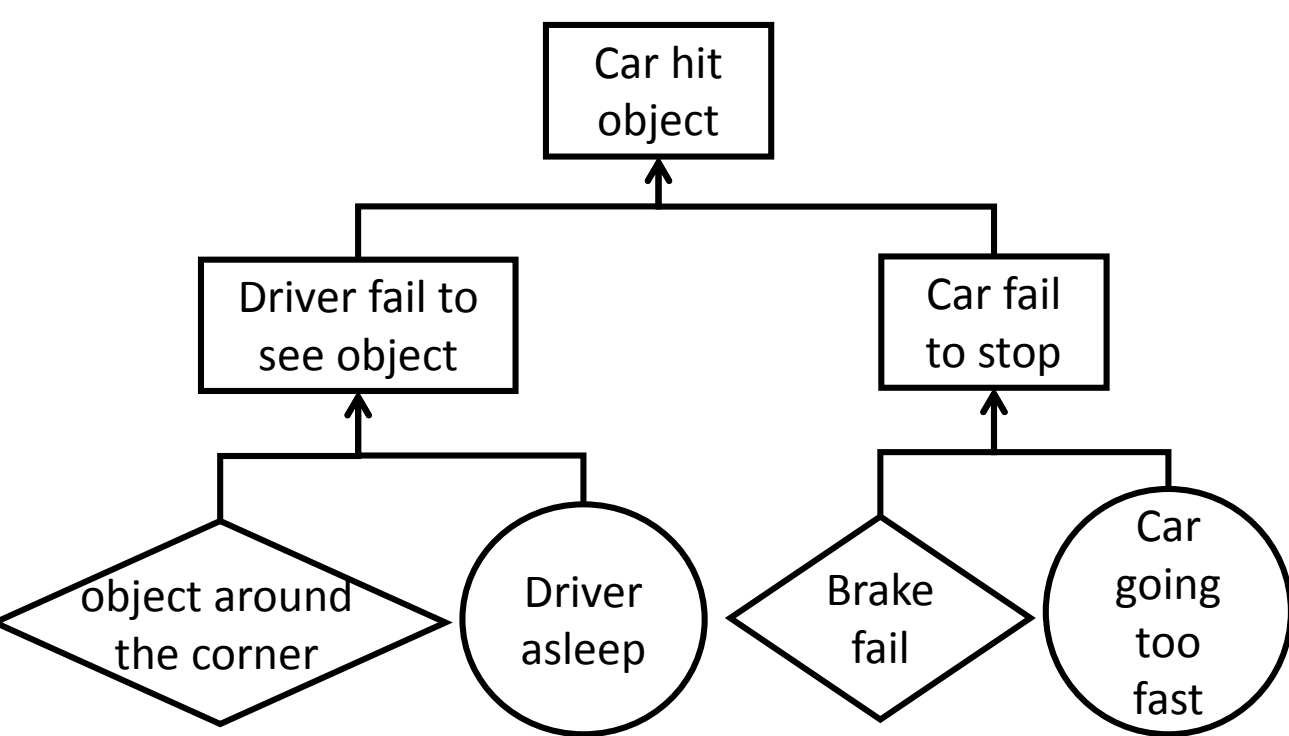 Car hit
object
Driver fail to
see object
Car fail
to stop
object around
the corner
Driver
asleep
Brake
fail
Car
going
too
fast